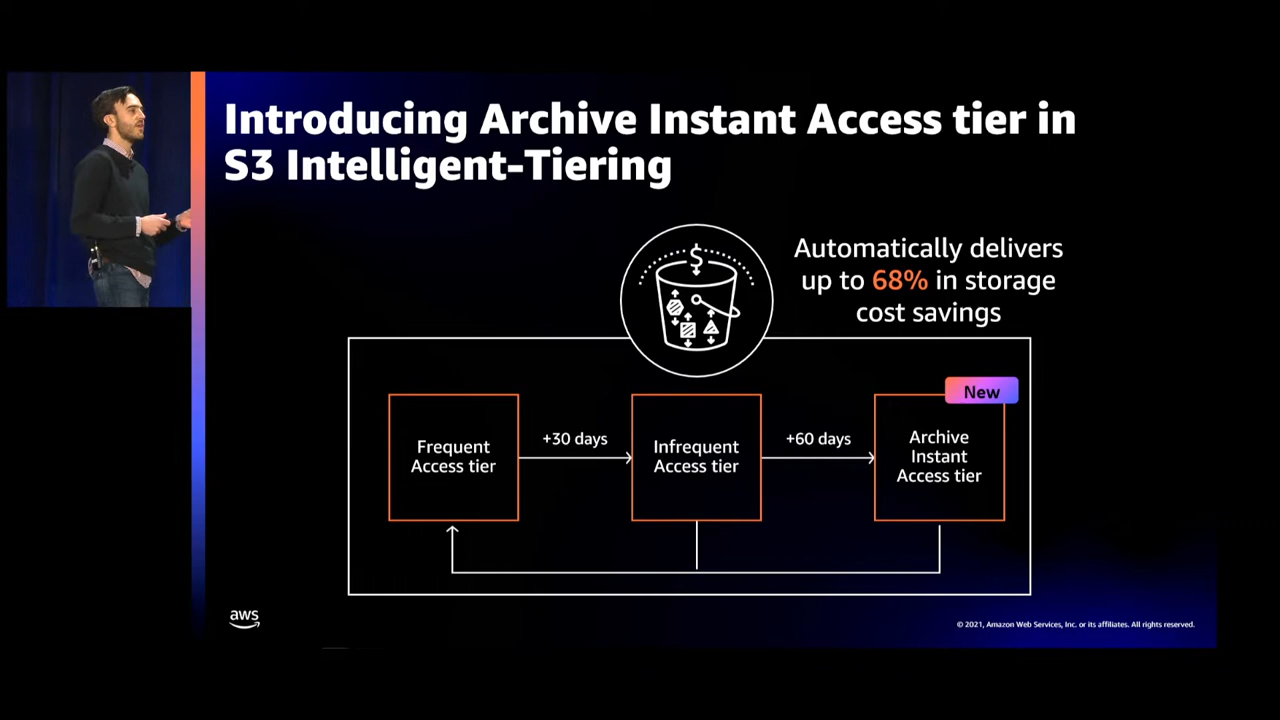 Introducing Archive Instant Access tier in
S3 Intelligent-Tiering
$
Automatically delivers
up to 68% in storage
cost savings
New
Frequent
Access tier
+30 days
Infrequent
Access tier
+60 days
Archive
Instant
Access tier
aws
© 2021, Amazon Web Services, Inc. or its affiliates. All rights reserved.